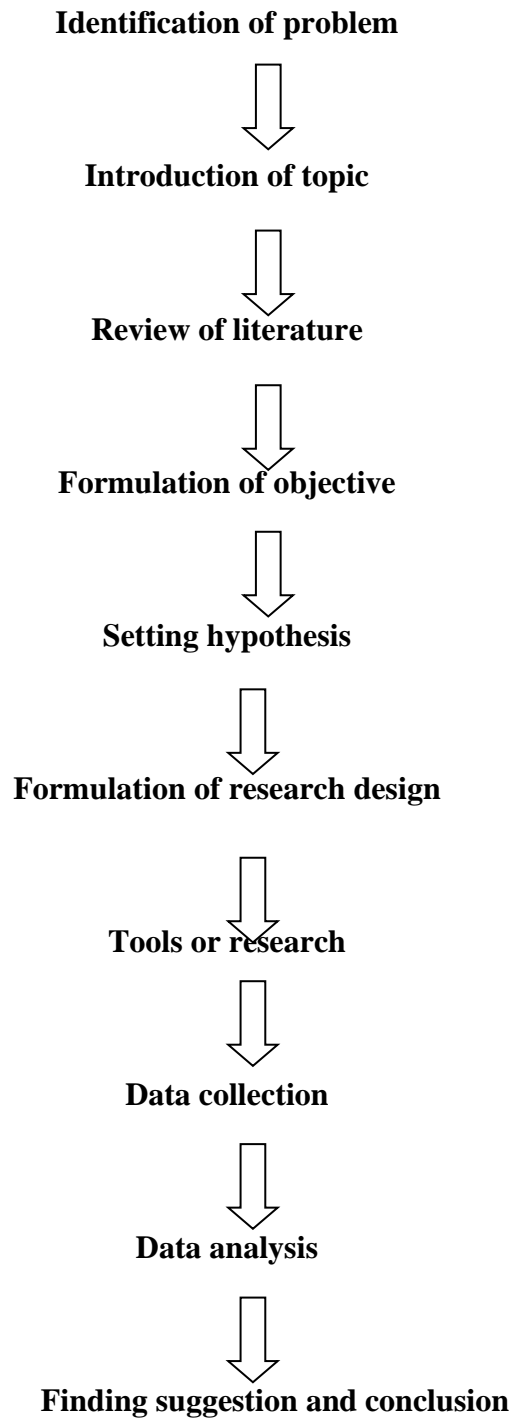 Identification of problem
Introduction of topic
Review of literature
Formulation of objective
Setting hypothesis
Formulation of research design
Tools or research
Data collection
Data analysis
Finding suggestion and conclusion